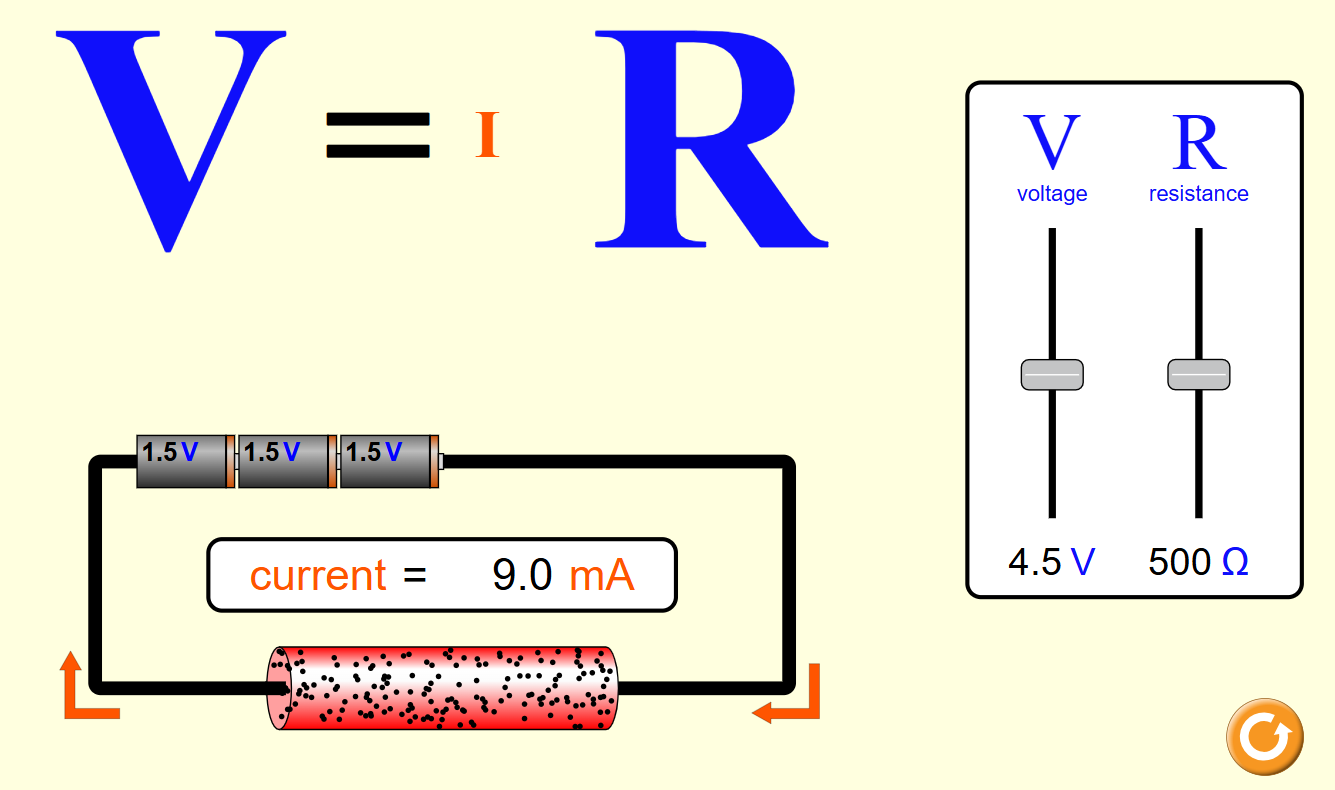 V = I R
V R
voltage resistance
4.5 V 500 Ω
1.5 V 1.5 V 1.5 V
current = 9.0 mA